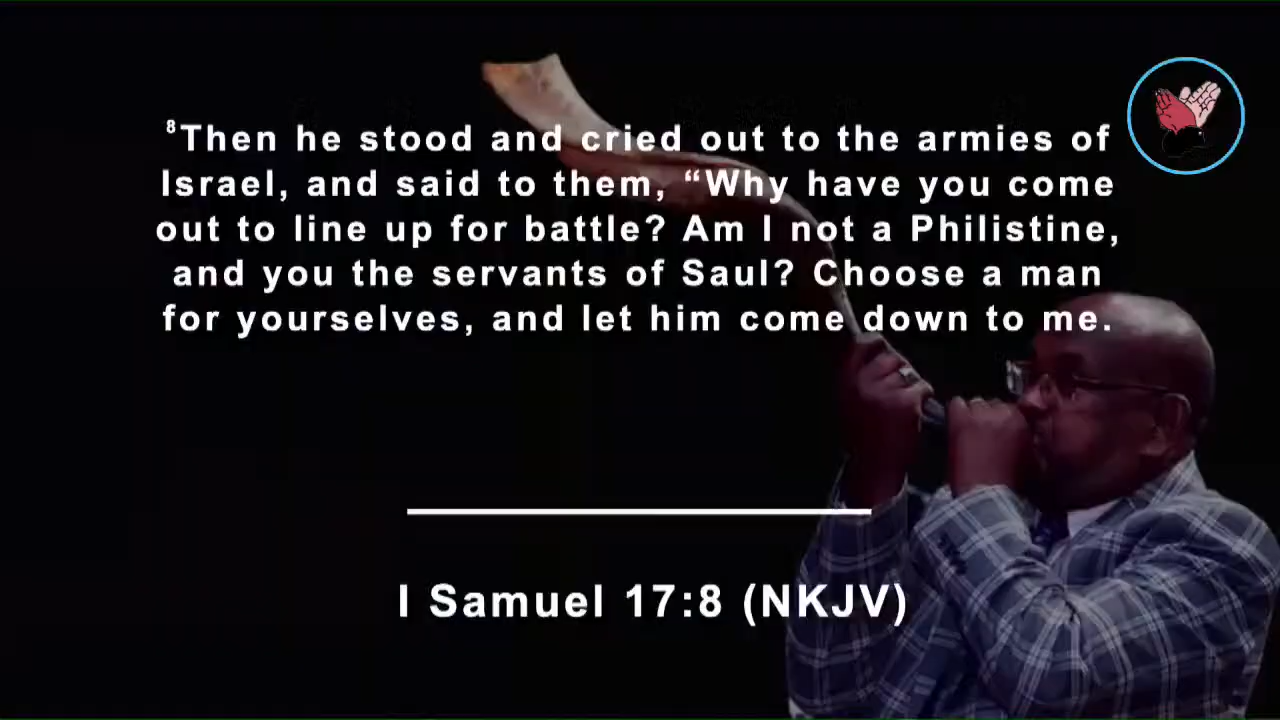 ⁸Then he stood and cried out to the armies of
Israel, and said to them, “Why have you come
out to line up for battle? Am I not a Philistine,
and you the servants of Saul? Choose a man
for yourselves, and let him come down to me.
I Samuel 17:8 (NKJV)